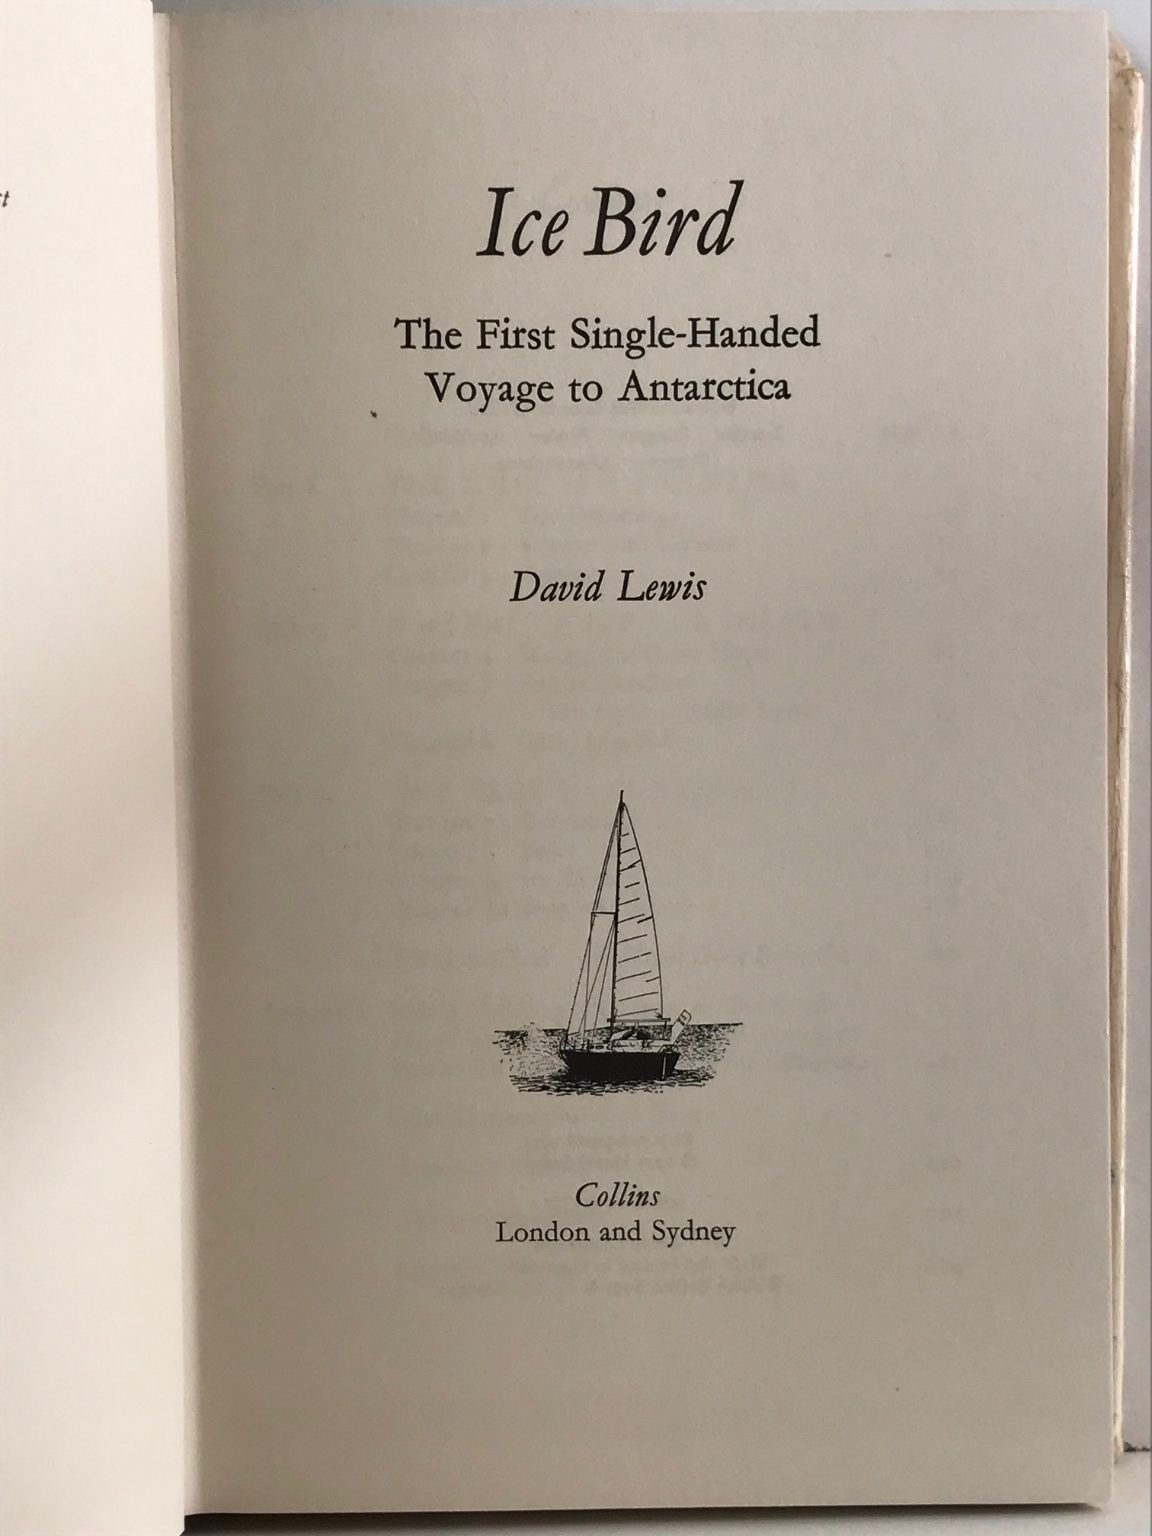 Ice Bird
The First Single-Handed
Voyage to Antarctica
David Lewis
Collins
London and Sydney